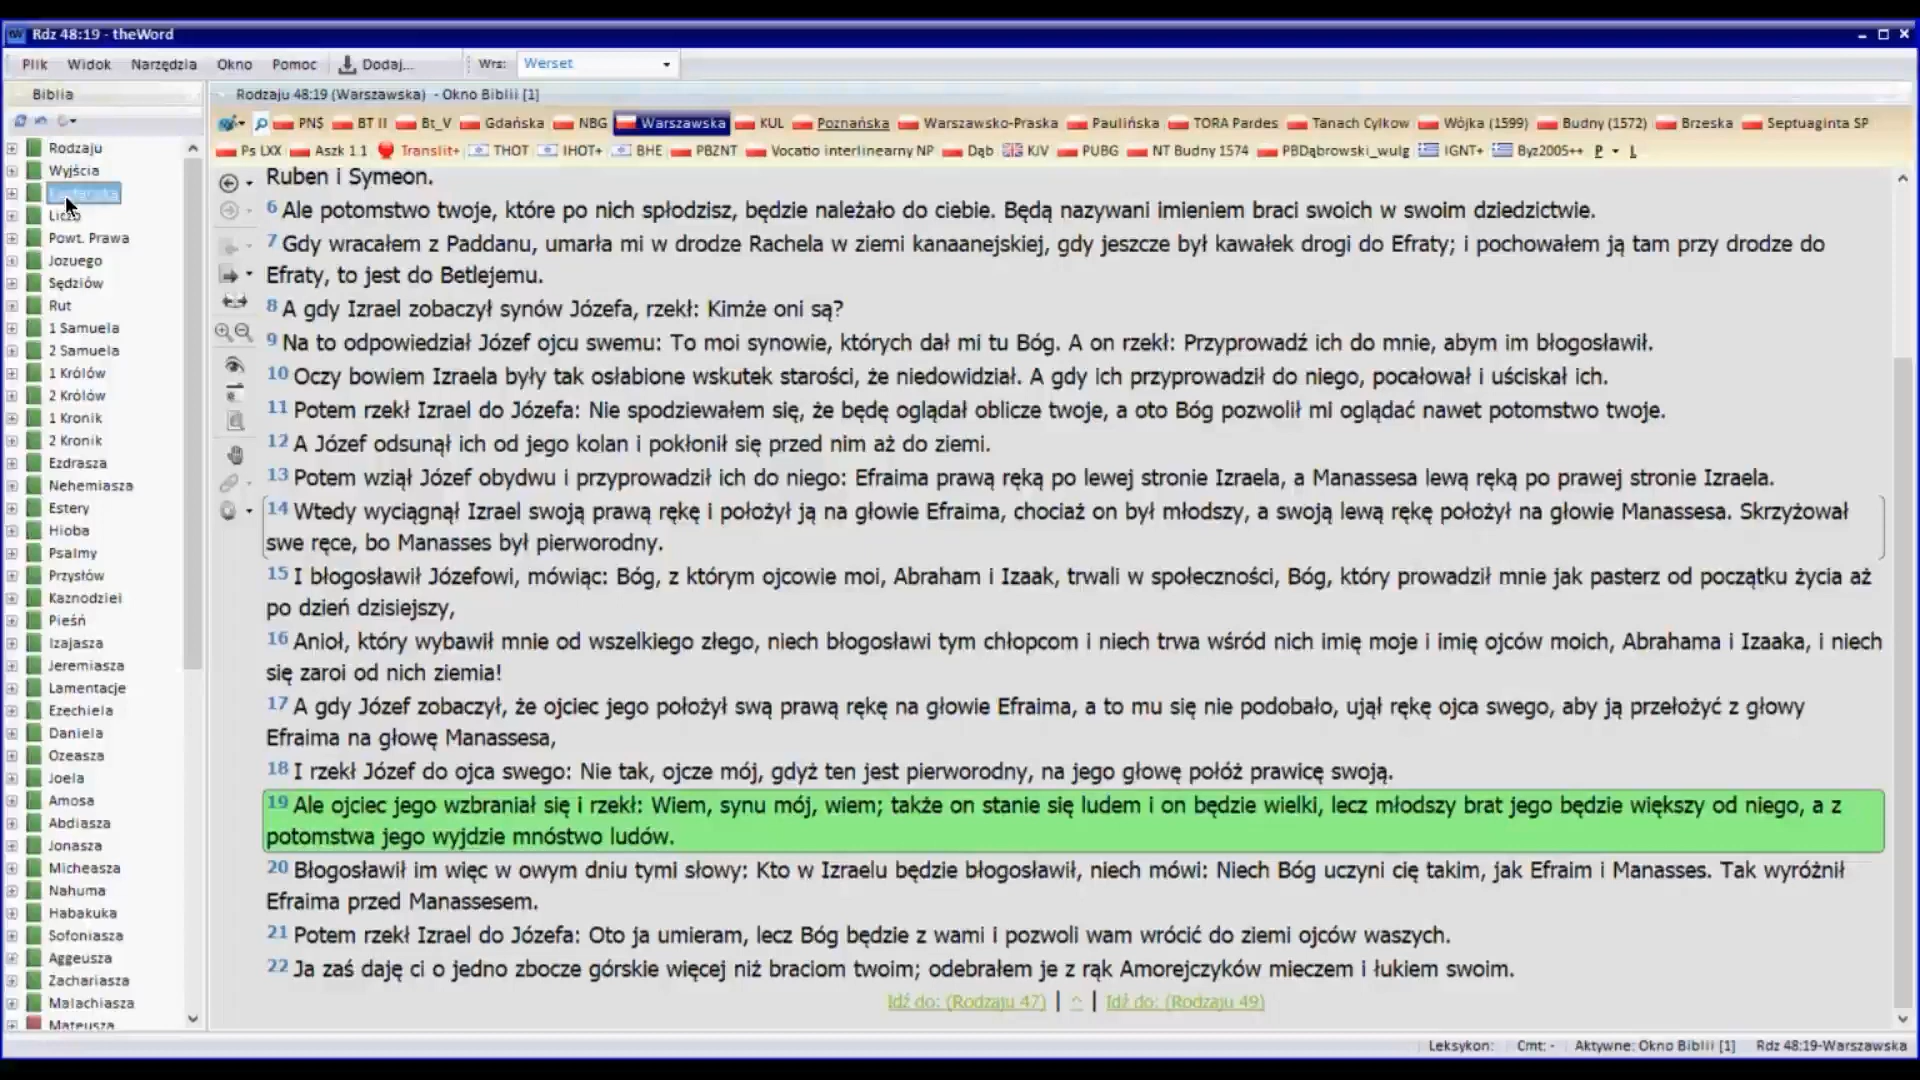 Rdz 48:19 - theWord
Plik Widok Narzędzia Okno Pomoc Dodaj... Wrs: Werset
Biblia
Rodzaju 48:19 (Warszawska) - Okno Biblii [1]
PNŚ BT II Bt_V Gdańska NBG Warszawska KUL Poznańska Warszawsko-Praska Paulińska TORA Pardes Tanach Cylkow Wójka (1599) Budny (1572) Brzeska Septuaginta SP
Ps LXX Aszk 1.1 Translit+ THOT IHOT+ BHE PBZNT Vocatio interlinearny NP Dąb KJV PUBG NT Budny 1574 PBDąbrowski_wulg IGNT+ Byz2005++ P L
Rodzaju
Wyjścia
Liczb
Powt. Prawa
Jozuego
Sędziów
Rut
1 Samuela
2 Samuela
1 Królów
2 Królów
1 Kronik
2 Kronik
Ezdrasza
Nehemiasza
Estery
Hioba
Psalmy
Przysłów
Kaznodziei
Pieśń
Izajasza
Jeremiasza
Lamentacje
Ezechiela
Daniela
Ozeasza
Joela
Amosa
Abdiasza
Jonasza
Micheasza
Nahuma
Habakuka
Sofoniasza
Aggeusza
Zachariasza
Malachiasza
Mateusza
Ruben i Symeon.
6 Ale potomstwo twoje, które po nich spłodzisz, będzie należało do ciebie. Będą nazywani imieniem braci swoich w swoim dziedzictwie.
7 Gdy wracałem z Paddanu, umarła mi w drodze Rachela w ziemi kanaanejskiej, gdy jeszcze był kawałek drogi do Efraty; i pochowałem ją tam przy drodze do
Efraty, to jest do Betlejemu.
8 A gdy Izrael zobaczył synów Józefa, rzekł: Kimże oni są?
9 Na to odpowiedział Józef ojcu swemu: To moi synowie, których dał mi tu Bóg. A on rzekł: Przyprowadź ich do mnie, abym im błogosławił.
10 Oczy bowiem Izraela były tak osłabione wskutek starości, że niedowidział. A gdy ich przyprowadził do niego, pocałował i uściskał ich.
11 Potem rzekł Izrael do Józefa: Nie spodziewałem się, że będę oglądał oblicze twoje, a oto Bóg pozwolił mi oglądać nawet potomstwo twoje.
12 A Józef odsunął ich od jego kolan i pokłonił się przed nim aż do ziemi.
13 Potem wziął Józef obydwu i przyprowadził ich do niego: Efraima prawą ręką po lewej stronie Izraela, a Manassesa lewą ręką po prawej stronie Izraela.
14 Wtedy wyciągnął Izrael swoją prawą rękę i położył ją na głowie Efraima, chociaż on był młodszy, a swoją lewą rękę położył na głowie Manassesa. Skrzyżował
swe ręce, bo Manasses był pierworodny.
15 I błogosławił Józefowi, mówiąc: Bóg, z którym ojcowie moi, Abraham i Izaak, trwali w społeczności, Bóg, który prowadził mnie jak pasterz od początku życia aż
po dzień dzisiejszy,
16 Anioł, który wybawił mnie od wszelkiego złego, niech błogosławi tym chłopcom i niech trwa wśród nich imię moje i imię ojców moich, Abrahama i Izaaka, i niech
się zaroi od nich ziemia!
17 A gdy Józef zobaczył, że ojciec jego położył swą prawą rękę na głowie Efraima, a to mu się nie podobało, ujął rękę ojca swego, aby ją przełożyć z głowy
Efraima na głowę Manassesa,
18 I rzekł Józef do ojca swego: Nie tak, ojcze mój, gdyż ten jest pierworodny, na jego głowę połóż prawicę swoją.
19 Ale ojciec jego wzbraniał się i rzekł: Wiem, synu mój, wiem; także on stanie się ludem i on będzie wielki, lecz młodszy brat jego będzie większy od niego, a z
potomstwa jego wyjdzie mnóstwo ludów.
20 Błogosławił im więc w owym dniu tymi słowy: Kto w Izraelu będzie błogosławił, niech mówi: Niech Bóg uczyni cię takim, jak Efraim i Manasses. Tak wyróżnił
Efraima przed Manassesem.
21 Potem rzekł Izrael do Józefa: Oto ja umieram, lecz Bóg będzie z wami i pozwoli wam wrócić do ziemi ojców waszych.
22 Ja zaś daję ci o jedno zbocze górskie więcej niż braciom twoim; odebrałem je z rąk Amorejczyków mieczem i łukiem swoim.
Idź do: (Rodzaju 47) | ^ | Idź do: (Rodzaju 49)
Leksykon: Cmt: - Aktywne: Okno Biblii [1] Rdz 48:19-Warszawska